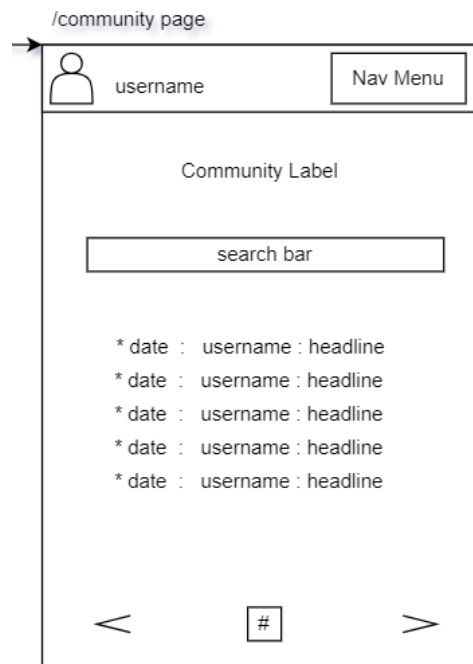 /community page
username
Nav Menu
Community Label
search bar
* date : username : headline
* date : username : headline
* date : username : headline
* date : username : headline
* date : username : headline
< # >